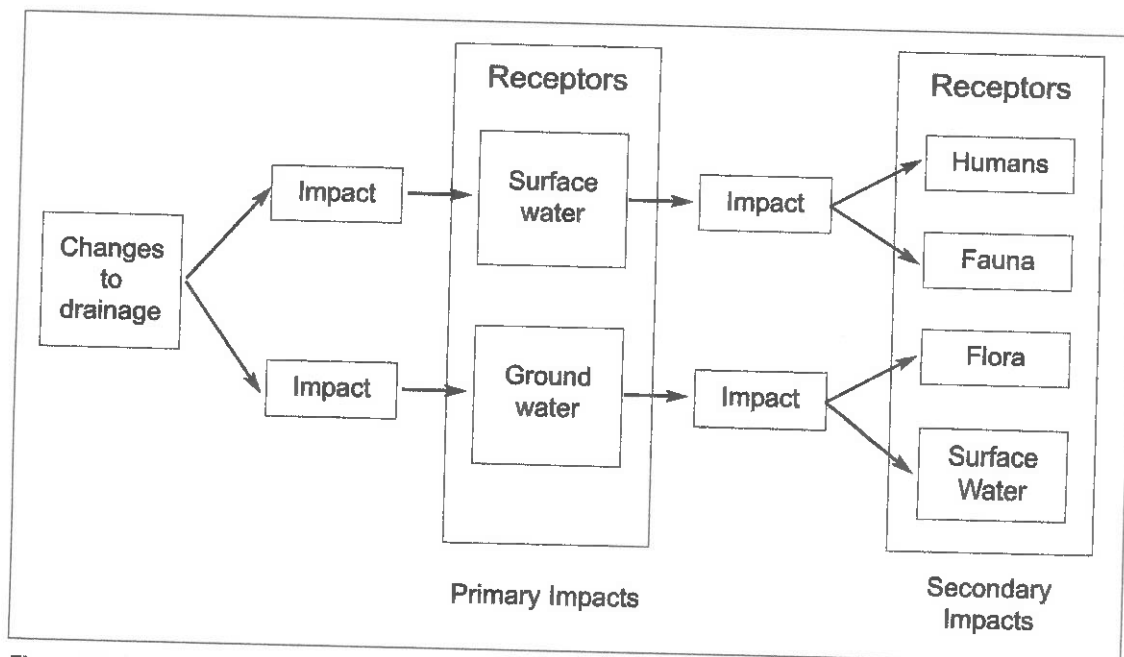 Receptors
Receptors
Changes
to
drainage
Impact
Surface
water
Impact
Humans
Fauna
Impact
Ground
water
Impact
Flora
Surface
Water
Primary Impacts
Secondary
Impacts